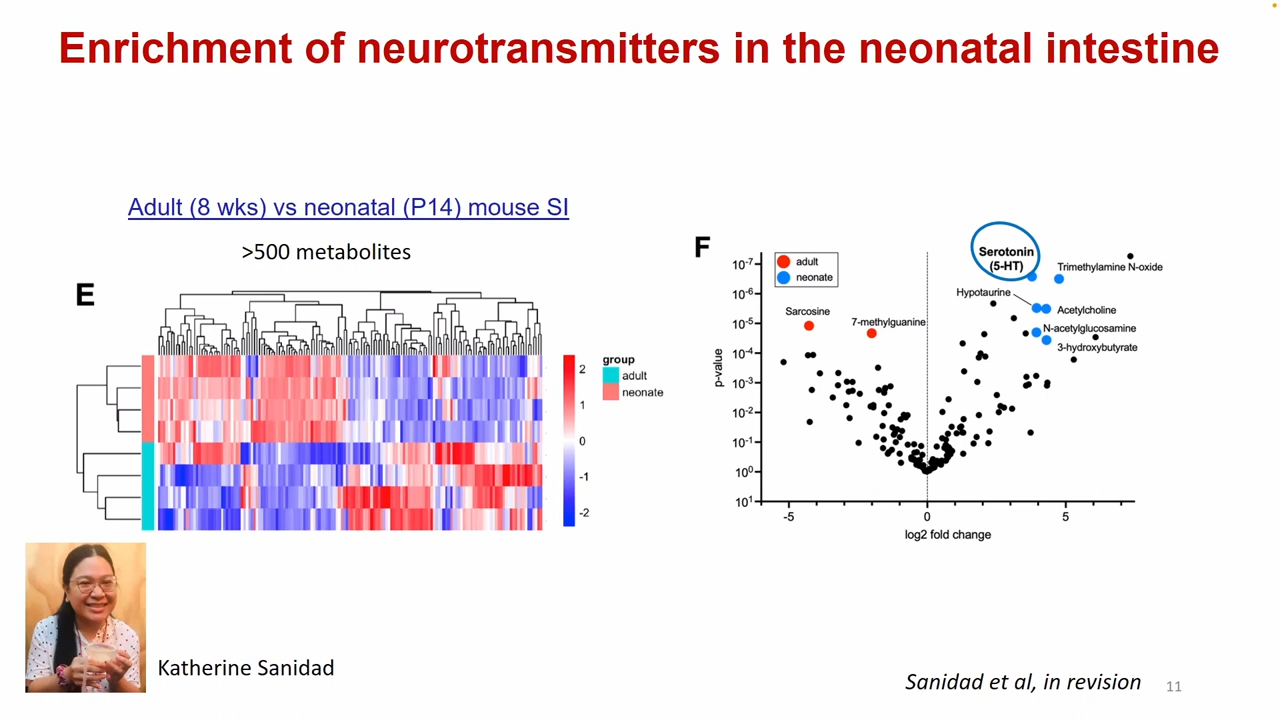 Enrichment of neurotransmitters in the neonatal intestine
Adult (8 wks) vs neonatal (P14) mouse SI
>500 metabolites
E
group
adult
neonate
2
1
0
-1
-2
F
adult
neonate
Serotonin
(5-HT)
Trimethylamine N-oxide
Hypotaurine
Acetylcholine
N-acetylglucosamine
3-hydroxybutyrate
Sarcosine
7-methylguanine
p-value
10-7
10-6
10-5
10-4
10-3
10-2
10-1
100
101
-5 0 5
log2 fold change
Katherine Sanidad
Sanidad et al, in revision
11